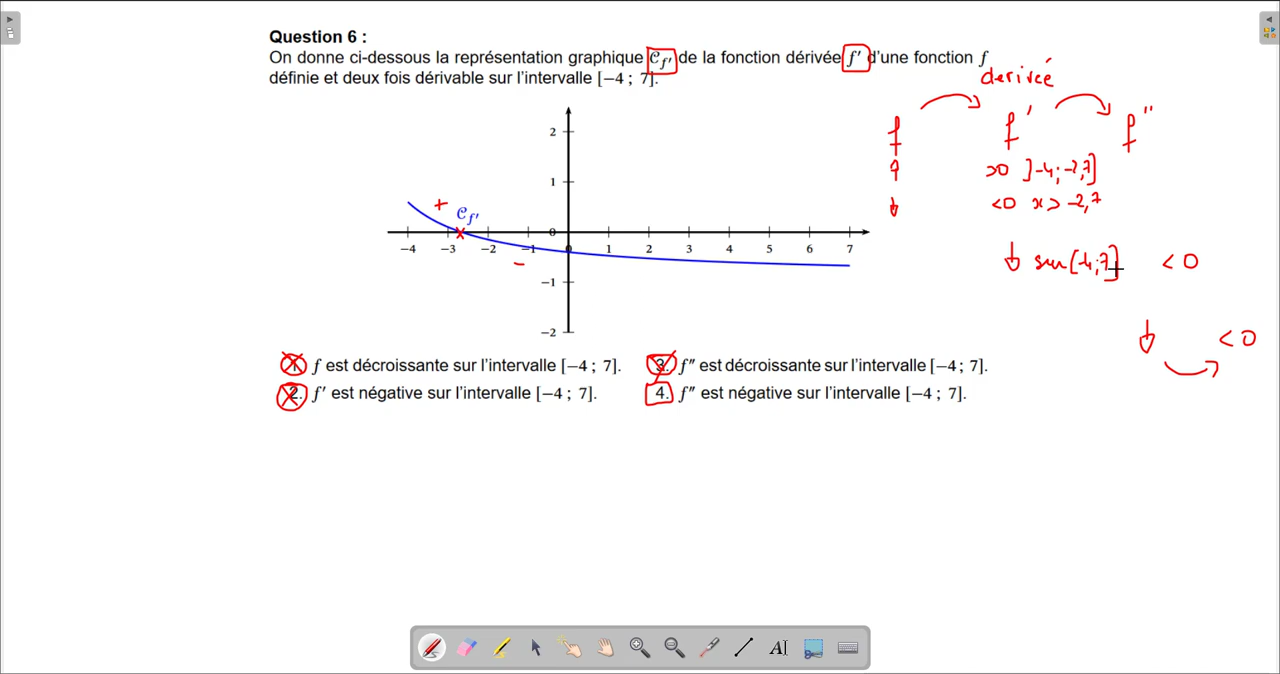 Question 6 :
On donne ci-dessous la représentation graphique 𝒞f′ de la fonction dérivée f′ d'une fonction f
définie et deux fois dérivable sur l'intervalle [−4 ; 7].
deriveé
f f′ f″
>0 ]-4;-2,7]
<0 x>-2,7
↓ sur[-4;7] <0
↓ <0
2
1
0
−1
−2
+
𝒞f′
−
−4 −3 −2 −1 0 1 2 3 4 5 6 7
1. f est décroissante sur l'intervalle [−4 ; 7]. 3. f″ est décroissante sur l'intervalle [−4 ; 7].
2. f′ est négative sur l'intervalle [−4 ; 7]. 4. f″ est négative sur l'intervalle [−4 ; 7].
AI